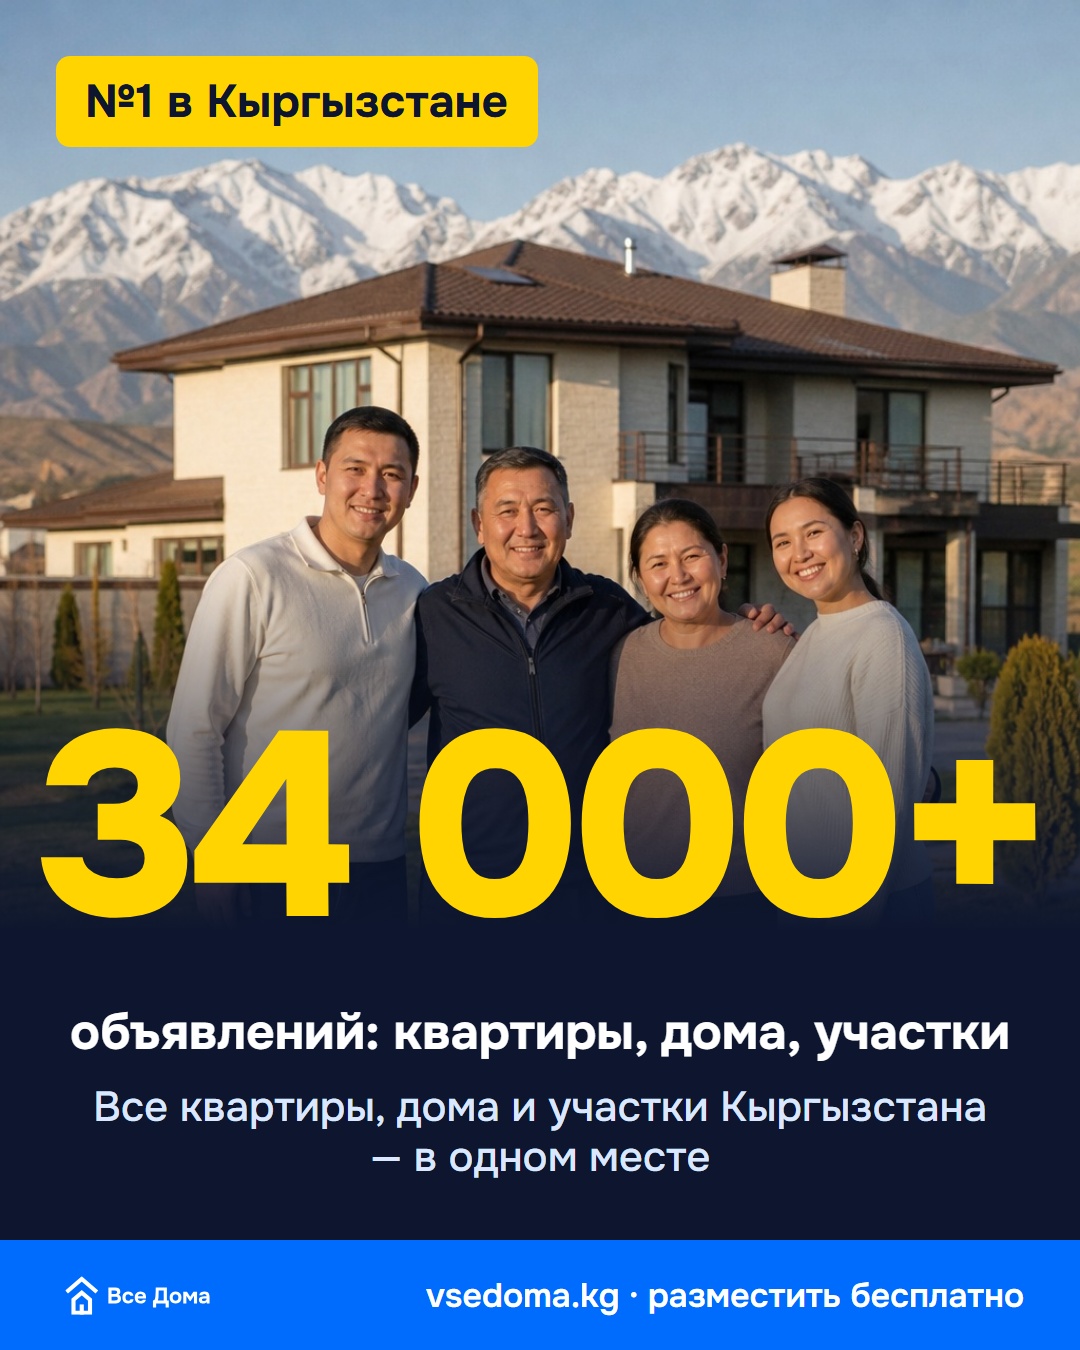 №1 в Кыргызстане
34 000+
объявлений: квартиры, дома, участки
Все квартиры, дома и участки Кыргызстана
— в одном месте
Все Дома
vsedoma.kg · разместить бесплатно